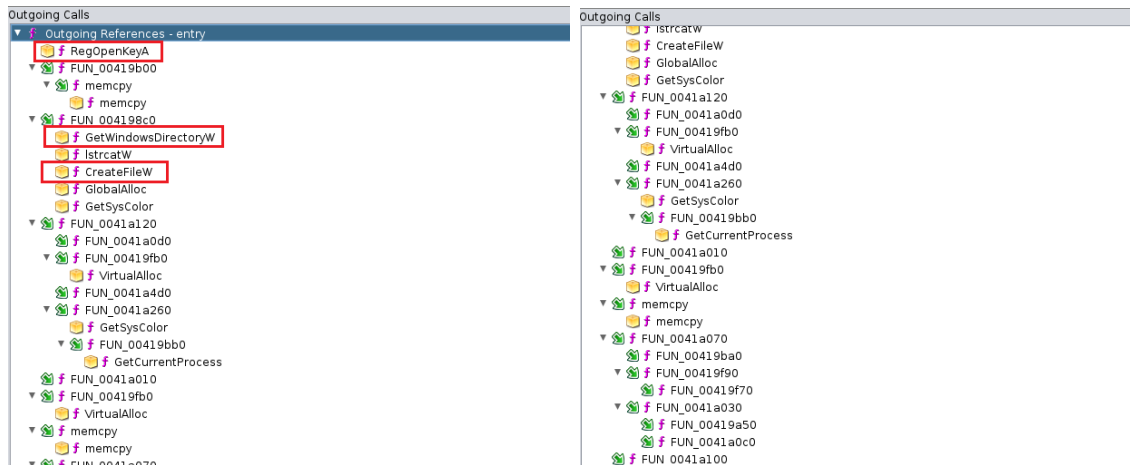 Outgoing Calls
f Outgoing References - entry
f RegOpenKeyA
f FUN_00419b00
f memcpy
f memcpy
f FUN_004198c0
f GetWindowsDirectoryW
f lstrcatW
f CreateFileW
f GlobalAlloc
f GetSysColor
f FUN_0041a120
f FUN_0041a0d0
f FUN_00419fb0
f VirtualAlloc
f FUN_0041a4d0
f FUN_0041a260
f GetSysColor
f FUN_00419bb0
f GetCurrentProcess
f FUN_0041a010
f FUN_00419fb0
f VirtualAlloc
f memcpy
f memcpy
f FUN_0041a070
Outgoing Calls
f lstrcatW
f CreateFileW
f GlobalAlloc
f GetSysColor
f FUN_0041a120
f FUN_0041a0d0
f FUN_00419fb0
f VirtualAlloc
f FUN_0041a4d0
f FUN_0041a260
f GetSysColor
f FUN_00419bb0
f GetCurrentProcess
f FUN_0041a010
f FUN_00419fb0
f VirtualAlloc
f memcpy
f memcpy
f FUN_0041a070
f FUN_00419ba0
f FUN_00419f90
f FUN_00419f70
f FUN_0041a030
f FUN_00419a50
f FUN_0041a0c0
f FUN_0041a100